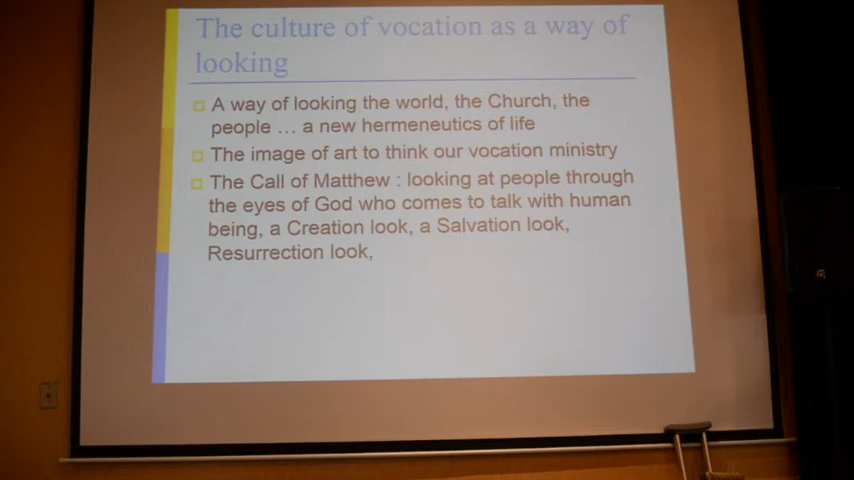 The culture of vocation as a way of
looking
A way of looking the world, the Church, the
people … a new hermeneutics of life
The image of art to think our vocation ministry
The Call of Matthew : looking at people through
the eyes of God who comes to talk with human
being, a Creation look, a Salvation look,
Resurrection look,